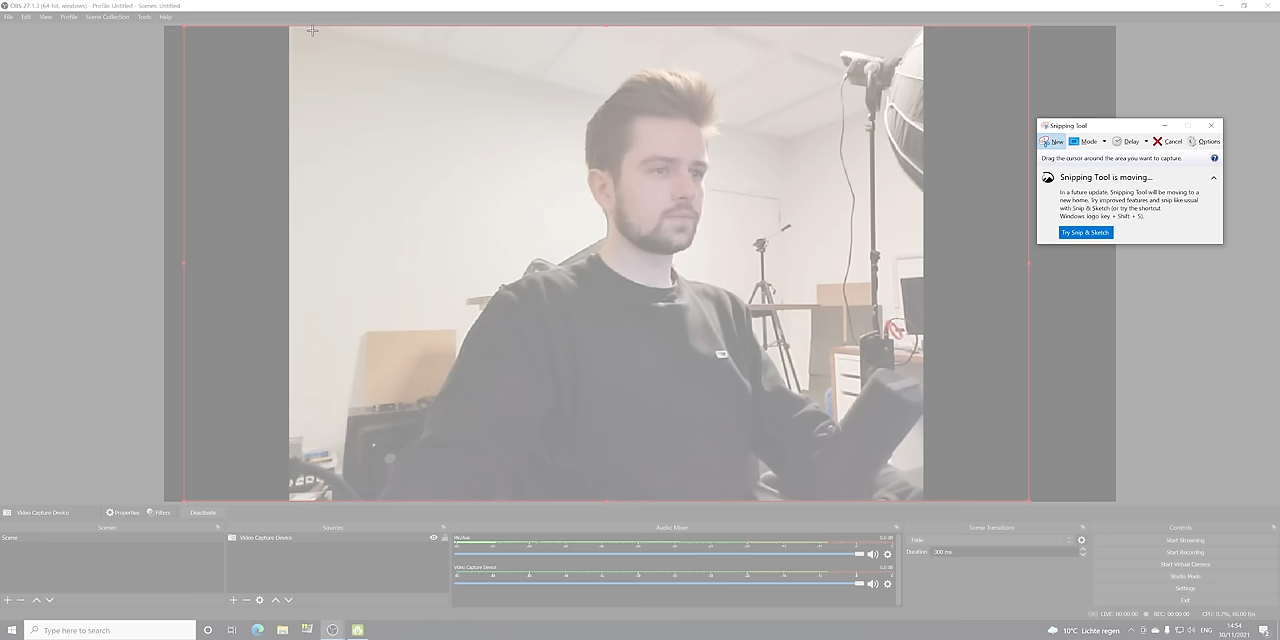 OBS 27.1.3 (64-bit, windows) - Profile: Untitled - Scenes: Untitled
File Edit View Profile Scene Collection Tools Help
Snipping Tool
New Mode Delay Cancel Options
Drag the cursor around the area you want to capture.
Snipping Tool is moving...
In a future update, Snipping Tool will be moving to a
new home. Try improved features and snip like usual
with Snip & Sketch (or try the shortcut
Windows logo key + Shift + S).
Try Snip & Sketch
Video Capture Device Properties Filters Deactivate
Scenes Sources Audio Mixer Scene Transitions Controls
Scene
Video Capture Device
Mic/Aux 0.0 dB
Video Capture Device 0.0 dB
Fade
Duration: 300 ms
Start Streaming
Start Recording
Start Virtual Camera
Studio Mode
Settings
Exit
LIVE: 00:00:00 REC: 00:00:00 CPU: 0.7%, 60.00 fps
Type here to search
10°C Lichte regen ENG 14:54
30/11/2021